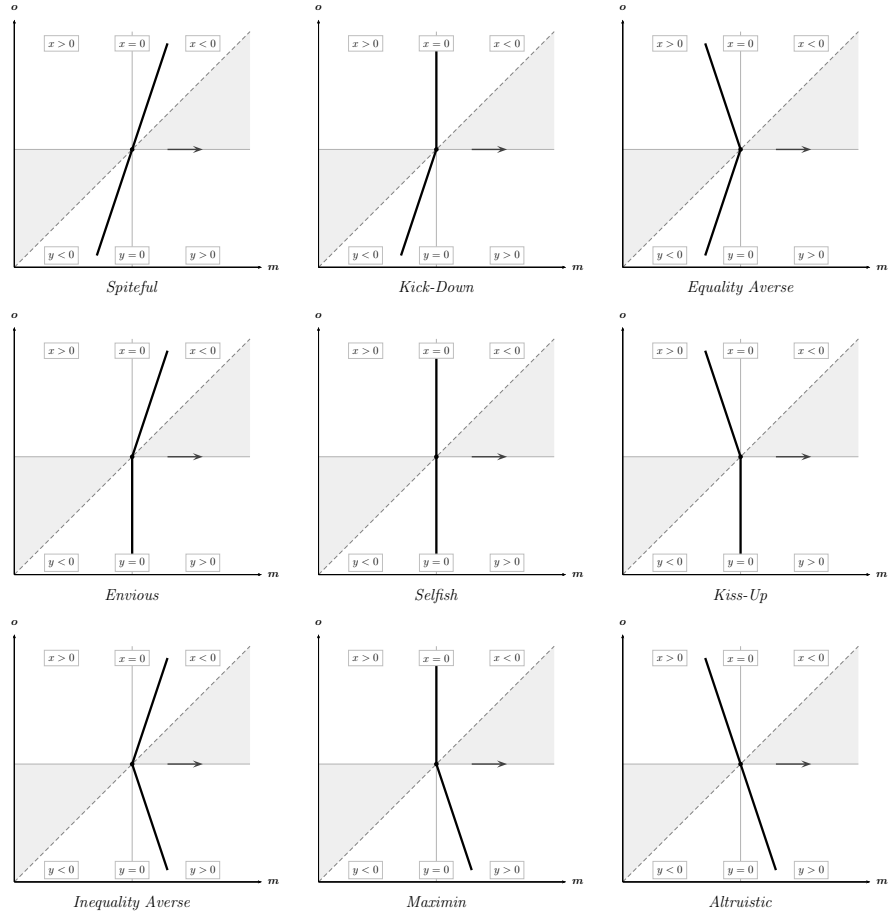 o o o
x > 0 x = 0 x < 0 x > 0 x = 0 x < 0 x > 0 x = 0 x < 0
y < 0 y = 0 y > 0 y < 0 y = 0 y > 0 y < 0 y = 0 y > 0
m m m
Spiteful Kick-Down Equality Averse
o o o
x > 0 x = 0 x < 0 x > 0 x = 0 x < 0 x > 0 x = 0 x < 0
y < 0 y = 0 y > 0 y < 0 y = 0 y > 0 y < 0 y = 0 y > 0
m m m
Envious Selfish Kiss-Up
o o o
x > 0 x = 0 x < 0 x > 0 x = 0 x < 0 x > 0 x = 0 x < 0
y < 0 y = 0 y > 0 y < 0 y = 0 y > 0 y < 0 y = 0 y > 0
m m m
Inequality Averse Maximin Altruistic